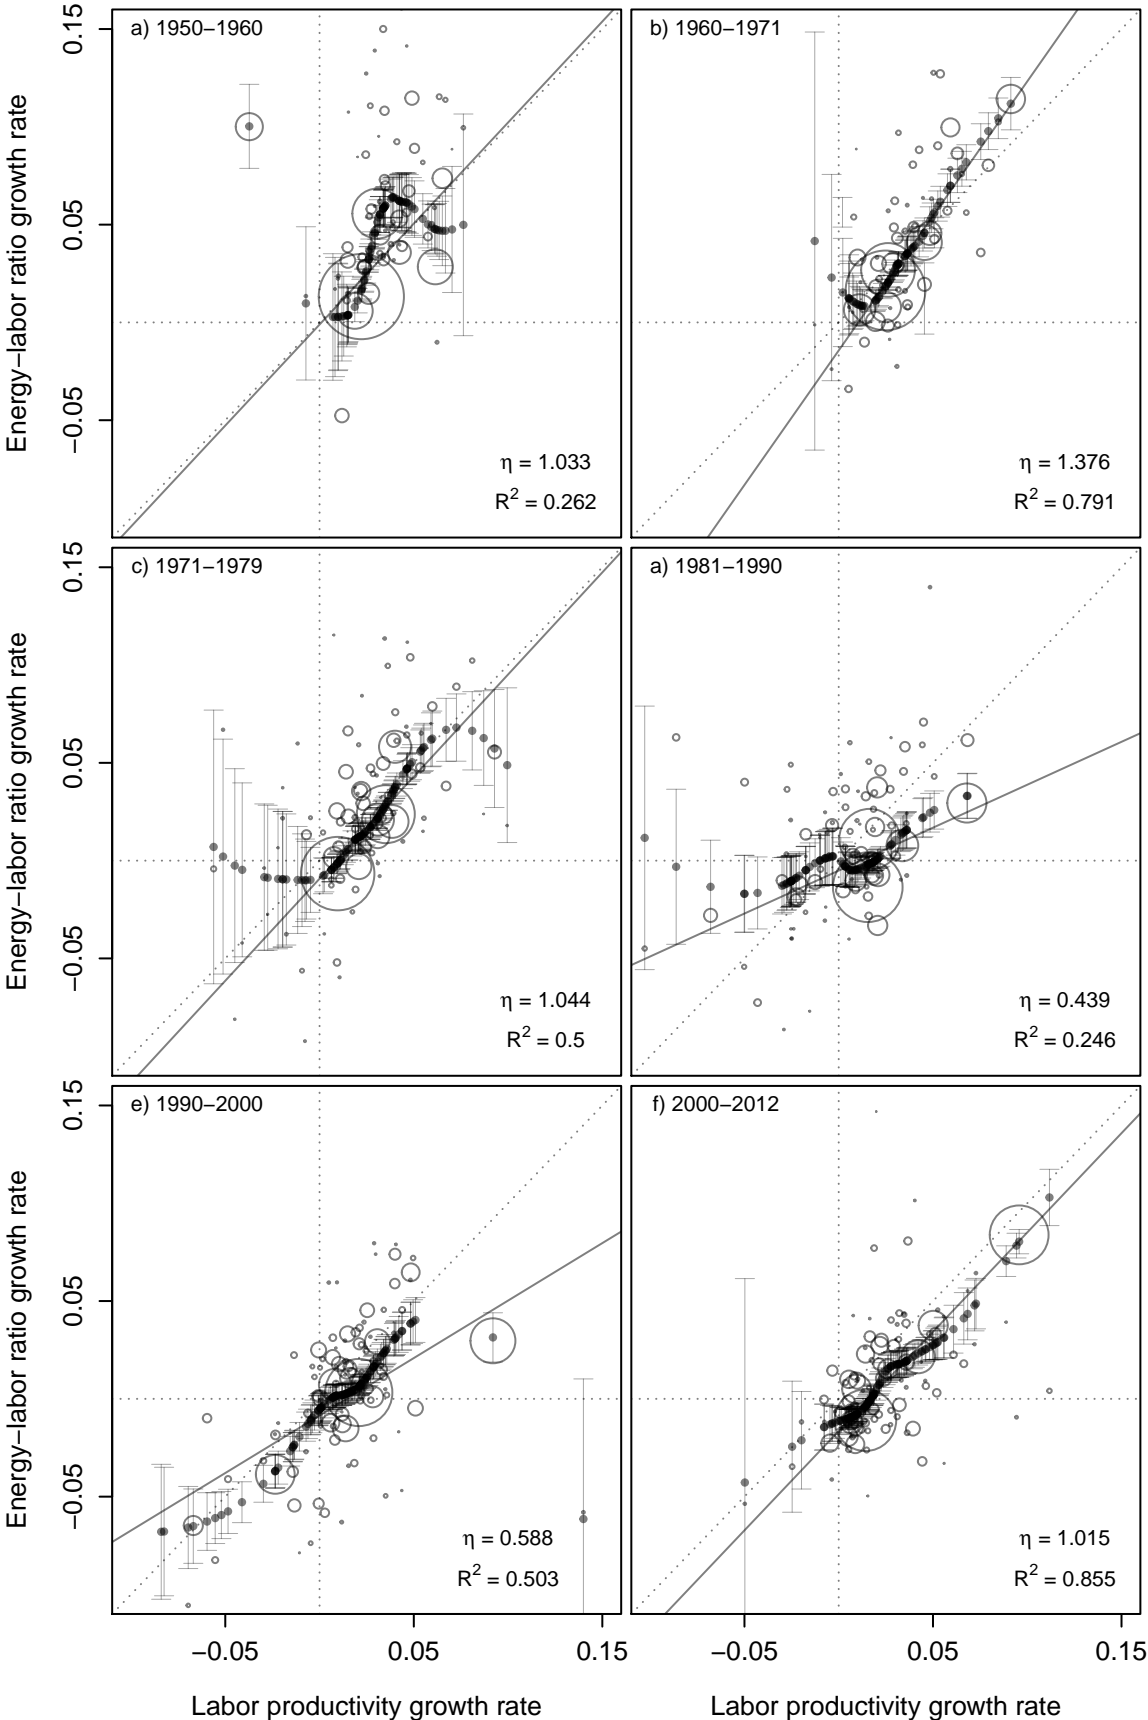 a) 1950−1960
0.15
0.05
−0.05
Energy−labor ratio growth rate
η = 1.033
R2 = 0.262
b) 1960−1971
η = 1.376
R2 = 0.791
c) 1971−1979
0.15
0.05
−0.05
Energy−labor ratio growth rate
η = 1.044
R2 = 0.5
a) 1981−1990
η = 0.439
R2 = 0.246
e) 1990−2000
0.15
0.05
−0.05
Energy−labor ratio growth rate
η = 0.588
R2 = 0.503
−0.05 0.05 0.15
Labor productivity growth rate
f) 2000−2012
η = 1.015
R2 = 0.855
−0.05 0.05 0.15
Labor productivity growth rate